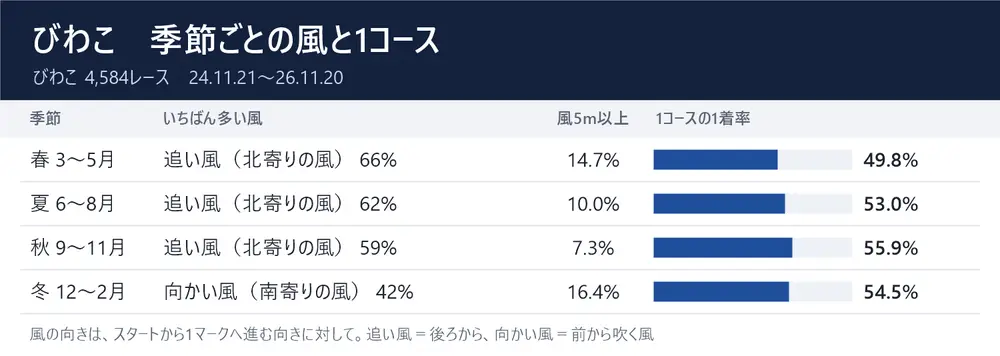 びわこ　季節ごとの風と1コース
びわこ 4,584レース　24.11.21〜26.11.20
季節　いちばん多い風　風5m以上　1コースの1着率
春 3〜5月　追い風（北寄りの風） 66%　14.7%　49.8%
夏 6〜8月　追い風（北寄りの風） 62%　10.0%　53.0%
秋 9〜11月　追い風（北寄りの風） 59%　7.3%　55.9%
冬 12〜2月　向かい風（南寄りの風） 42%　16.4%　54.5%
風の向きは、スタートから1マークへ進む向きに対して。追い風＝後ろから、向かい風＝前から吹く風